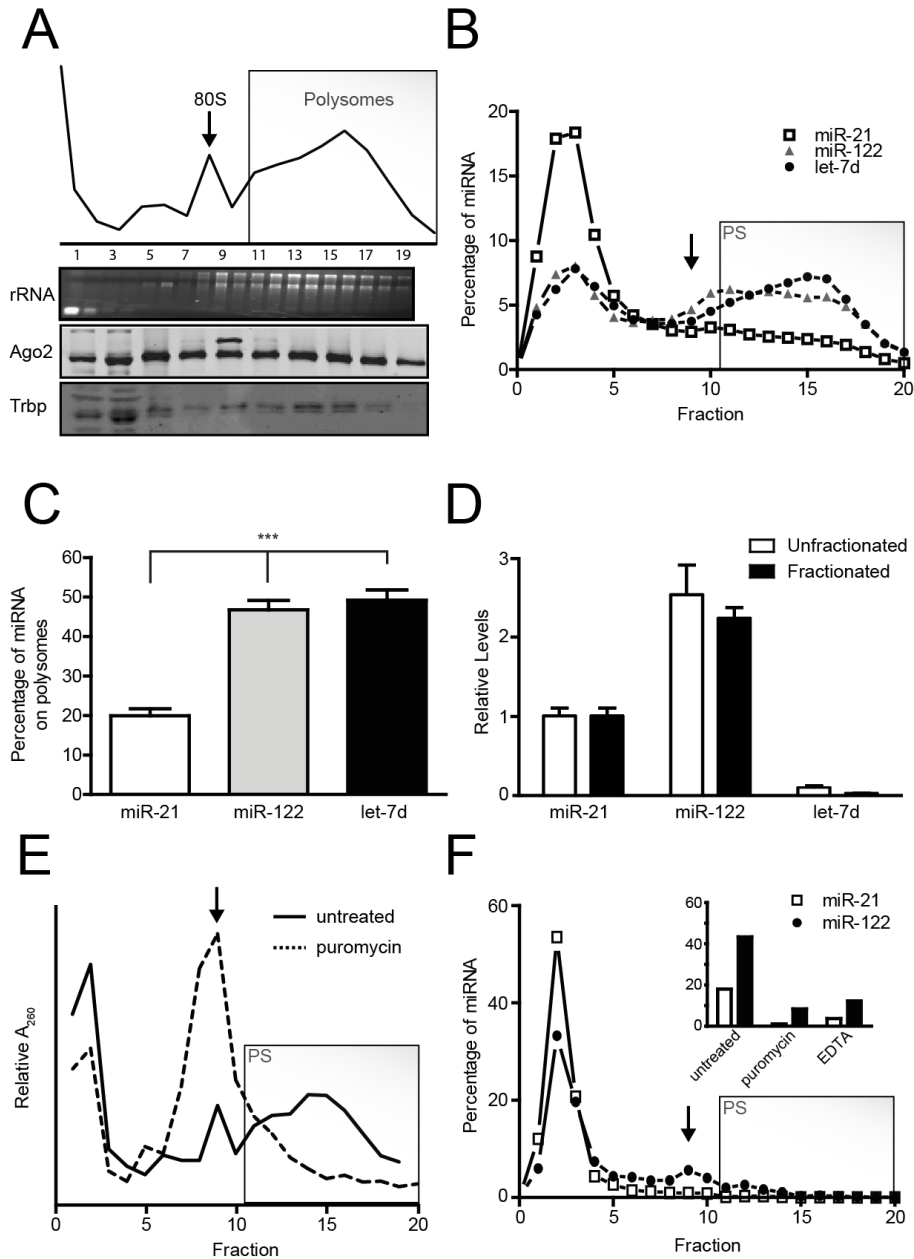 A
80S
Polysomes
1 3 5 7 9 11 13 15 17 19
rRNA
Ago2
Trbp
B
Percentage of miRNA
20
15
10
5
0
miR-21
miR-122
let-7d
PS
0 5 10 15 20
Fraction
C
Percentage of miRNA
on polysomes
60
50
40
30
20
10
0
***
miR-21 miR-122 let-7d
D
Relative Levels
3
2
1
0
Unfractionated
Fractionated
miR-21 miR-122 let-7d
E
Relative A260
untreated
puromycin
PS
0 5 10 15 20
Fraction
F
Percentage of miRNA
60
40
20
0
60
40
20
0
untreated
puromycin
EDTA
miR-21
miR-122
PS
0 5 10 15 20
Fraction